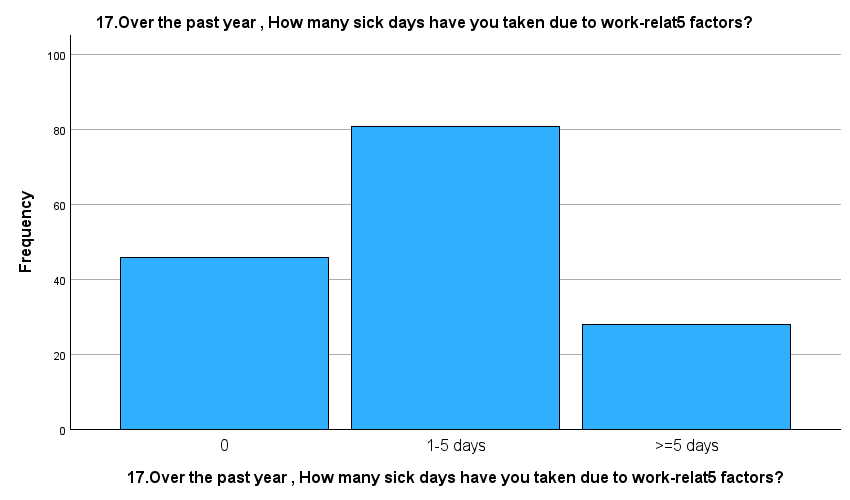 17.Over the past year , How many sick days have you taken due to work-relat5 factors?
100
80
60
40
20
0
Frequency
0 1-5 days >=5 days
17.Over the past year , How many sick days have you taken due to work-relat5 factors?